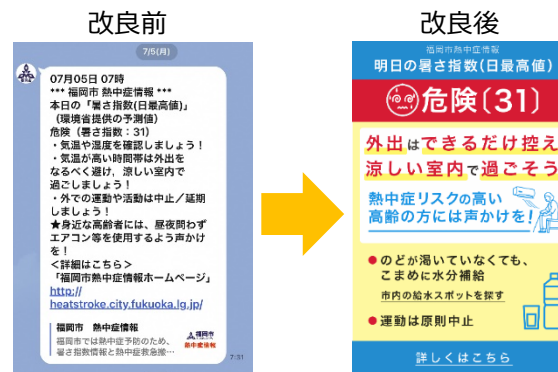 改良前
7/5(月)
07月05日 07時
*** 福岡市 熱中症情報 ***
本日の「暑さ指数(日最高値)」
(環境省提供の予測値)
危険（暑さ指数：31）
・気温や湿度を確認しましょう！
・気温が高い時間帯は外出を
なるべく避け，涼しい室内で
過ごしましょう！
・外での運動や活動は中止／延期
しましょう！
★身近な高齢者には、昼夜問わず
エアコン等を使用するよう声かけ
を！
＜詳細はこちら＞
「福岡市熱中症情報ホームページ」
http://
heatstroke.city.fukuoka.lg.jp/
福岡市　熱中症情報
福岡市では熱中症予防のため、
暑さ指数情報と熱中症救急搬…
福岡市
熱中症情報
7:31
改良後
福岡市熱中症情報
明日の暑さ指数(日最高値)
危険〔31〕
外出はできるだけ控え
涼しい室内で過ごそう
熱中症リスクの高い
高齢の方には声かけを！
●のどが渇いていなくても、
こまめに水分補給
市内の給水スポットを探す
●運動は原則中止
詳しくはこちら